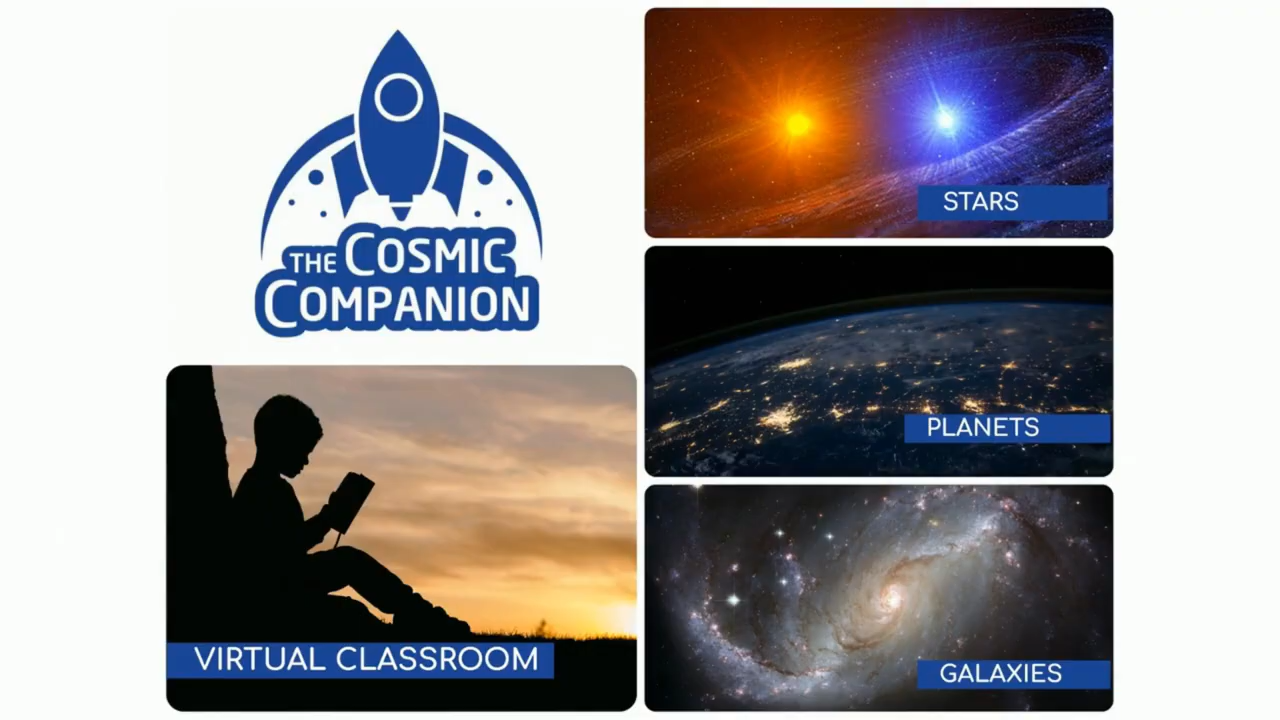 THE COSMIC
COMPANION
STARS
PLANETS
VIRTUAL CLASSROOM
GALAXIES